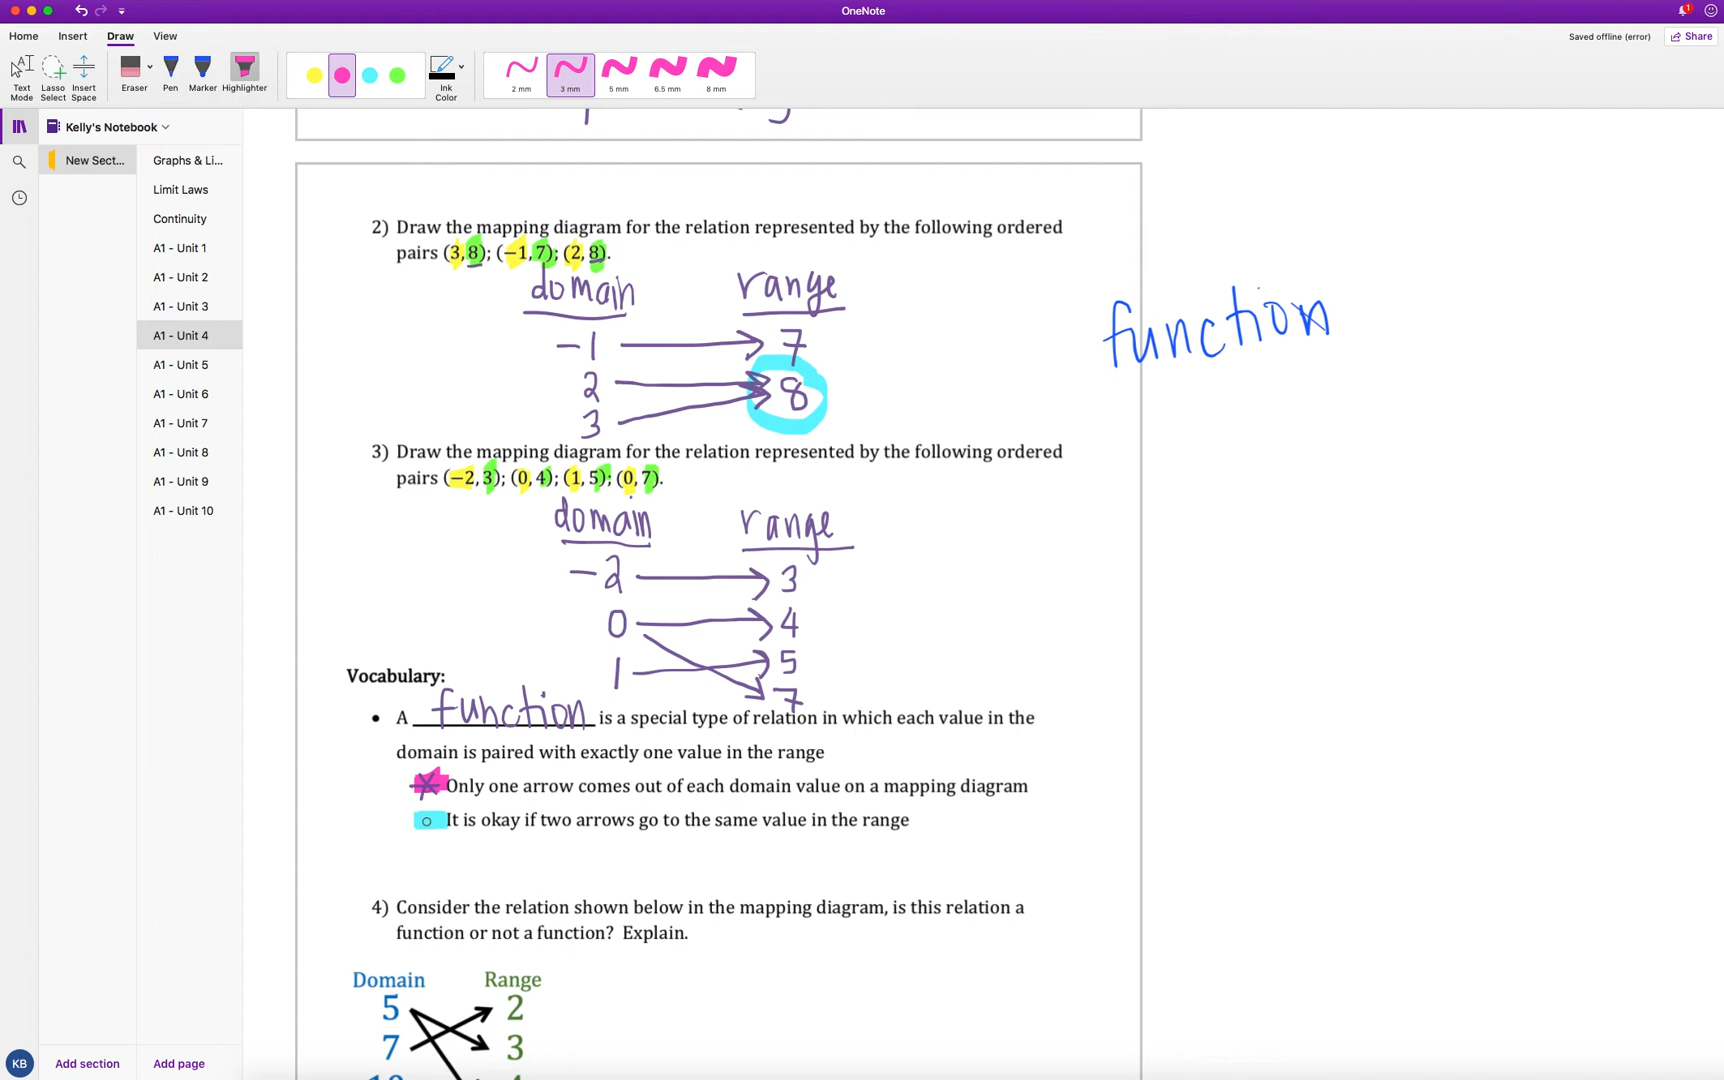 OneNote
1
Home Insert Draw View
Saved offline (error) Share
Text Mode Lasso Select Insert Space Eraser Pen Marker Highlighter Ink Color 2 mm 3 mm 5 mm 6.5 mm 8 mm
Kelly's Notebook
New Sect...
Graphs & Li...
Limit Laws
Continuity
A1 - Unit 1
A1 - Unit 2
A1 - Unit 3
A1 - Unit 4
A1 - Unit 5
A1 - Unit 6
A1 - Unit 7
A1 - Unit 8
A1 - Unit 9
A1 - Unit 10
KB
Add section Add page
2) Draw the mapping diagram for the relation represented by the following ordered
pairs (3, 8); (−1, 7); (2, 8).
domain range
−1 7
2 8
3
function
3) Draw the mapping diagram for the relation represented by the following ordered
pairs (−2, 3); (0, 4); (1, 5); (0, 7).
domain range
−2 3
0 4
1 5
7
Vocabulary:
• A function is a special type of relation in which each value in the
domain is paired with exactly one value in the range
Only one arrow comes out of each domain value on a mapping diagram
o It is okay if two arrows go to the same value in the range
4) Consider the relation shown below in the mapping diagram, is this relation a
function or not a function? Explain.
Domain Range
5 2
7 3